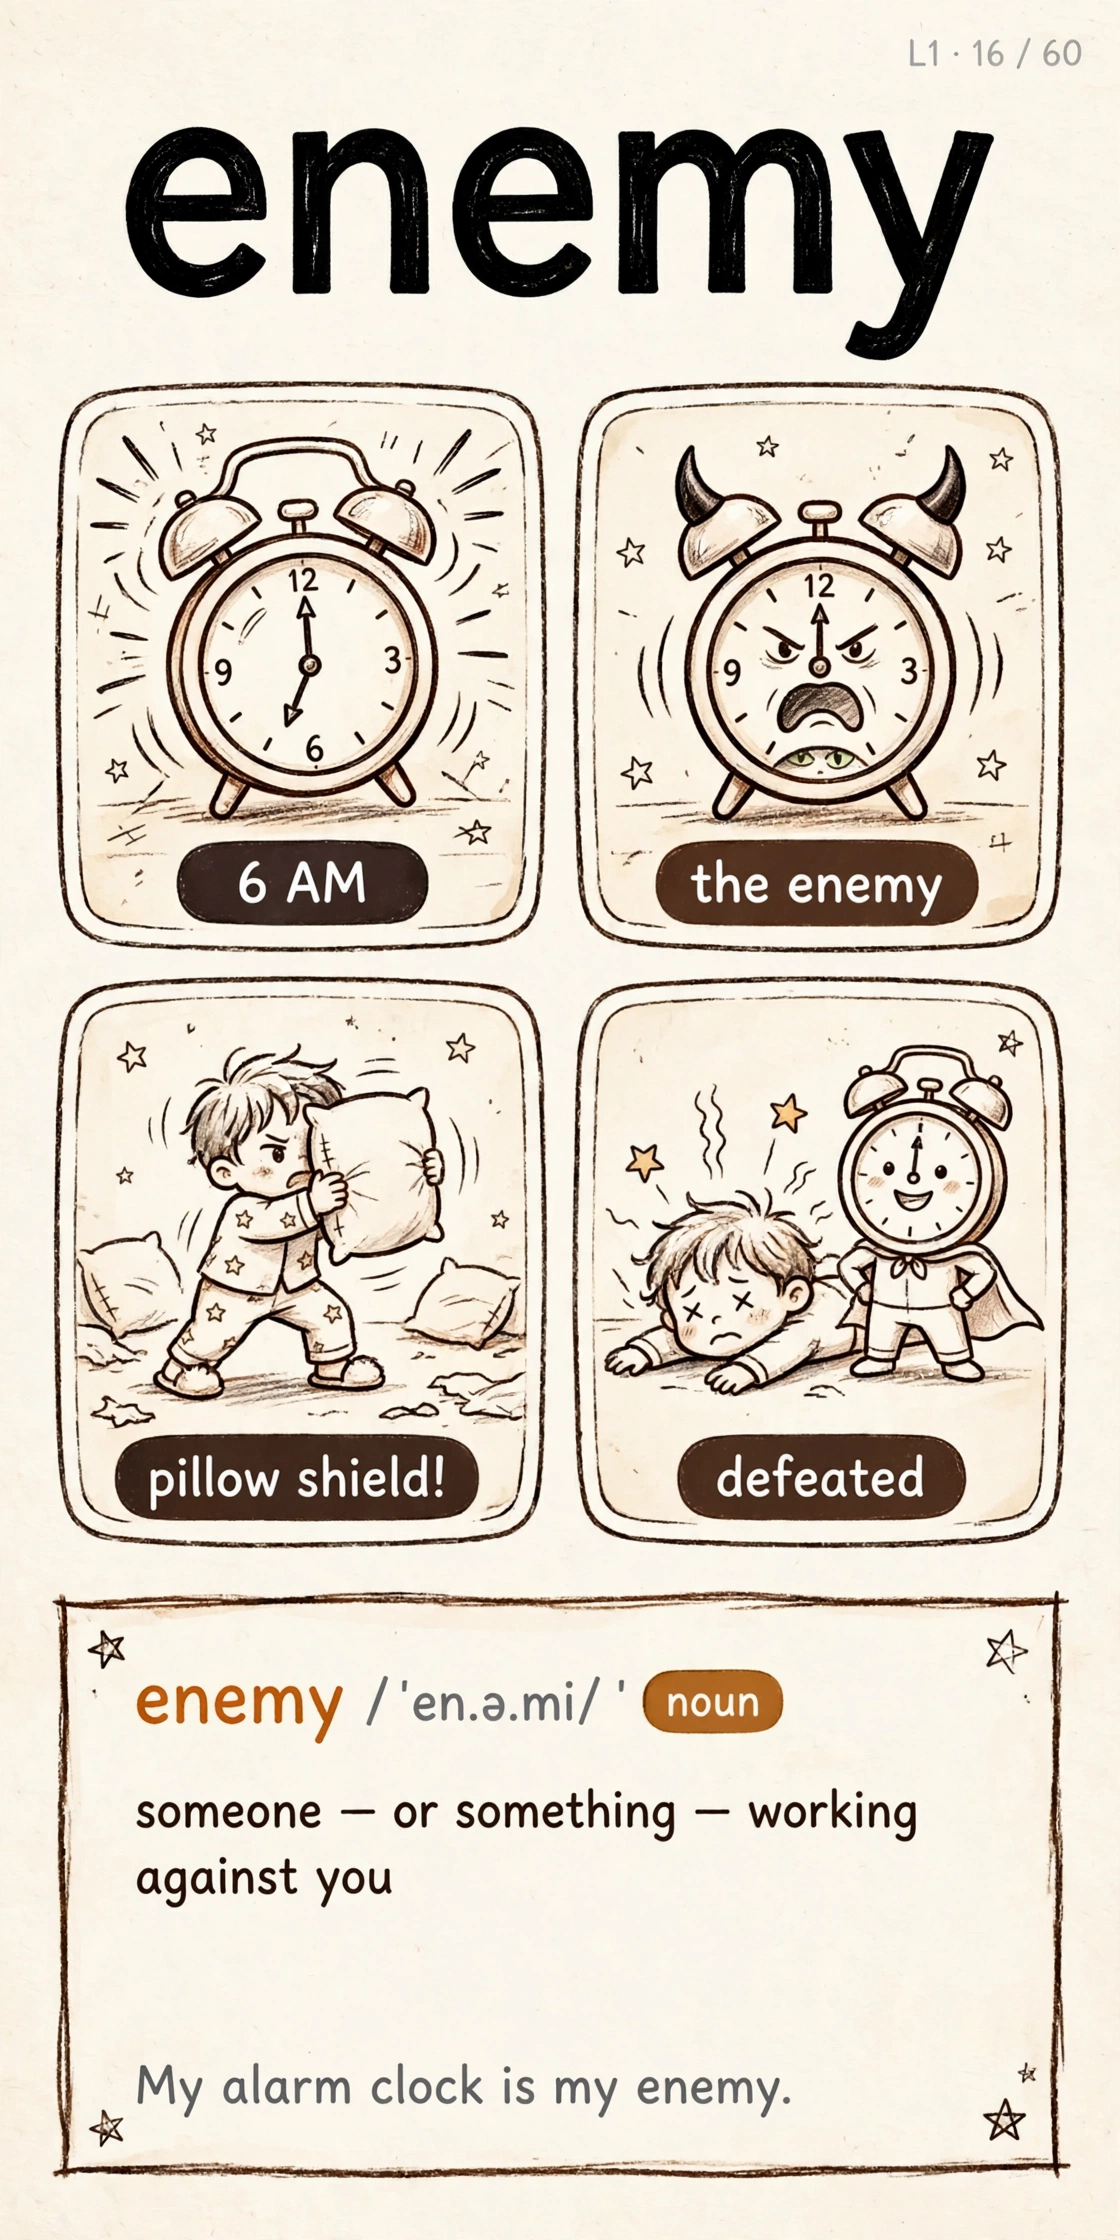 L1 · 16 / 60
enemy
12
9
3
6
6 AM
12
9
3
the enemy
pillow shield!
defeated
enemy /ˈen.ə.mi/ ' noun
someone — or something — working
against you
My alarm clock is my enemy.